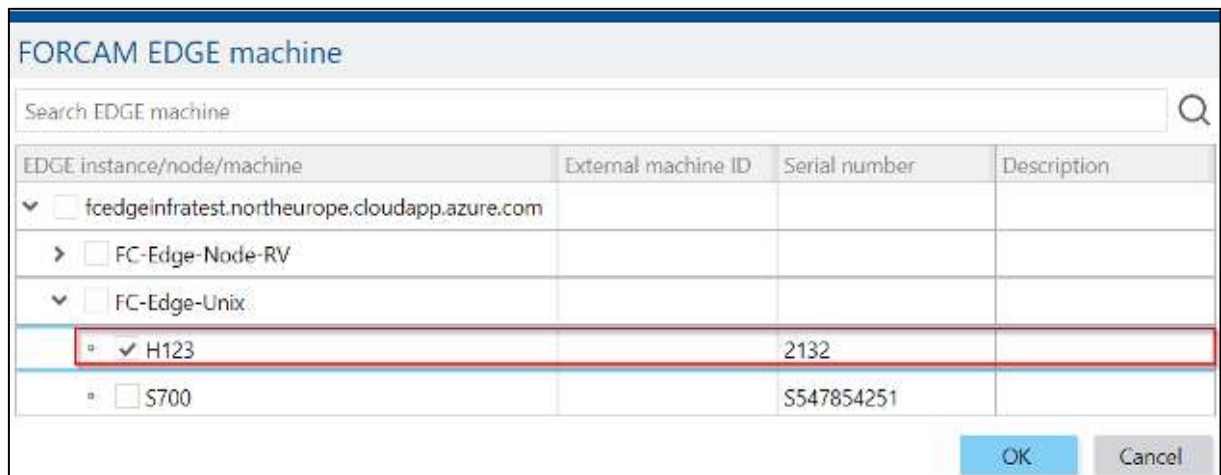 FORCAM EDGE machine
Search EDGE machine
EDGE instance/node/machine External machine ID Serial number Description
fcedgeinfratest.northeurope.cloudapp.azure.com
FC-Edge-Node-RV
FC-Edge-Unix
H123 2132
S700 S547854251
OK Cancel